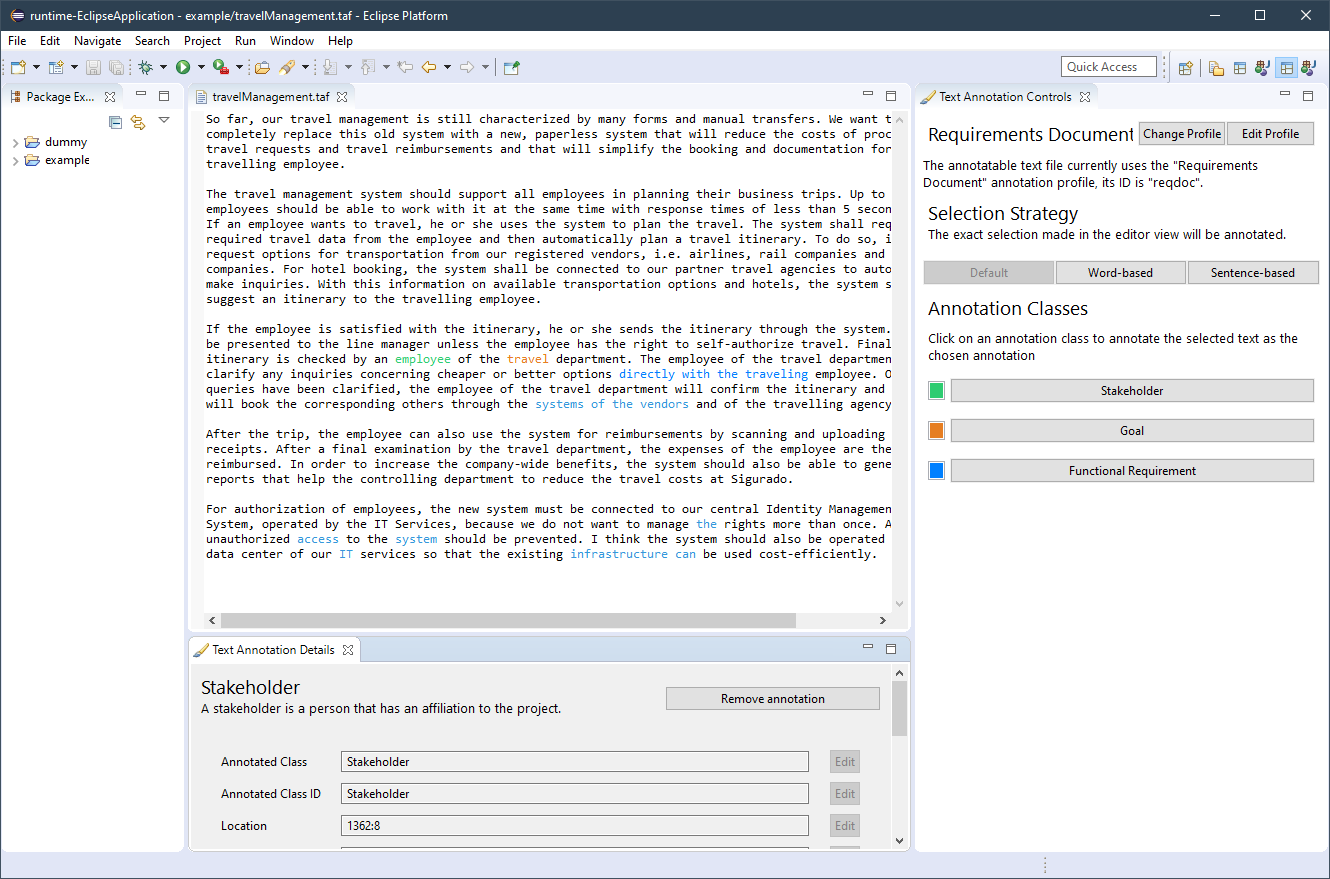 runtime-EclipseApplication - example/travelManagement.taf - Eclipse Platform
File Edit Navigate Search Project Run Window Help
Quick Access
Package Ex...
dummy
example
travelManagement.taf
So far, our travel management is still characterized by many forms and manual transfers. We want t
completely replace this old system with a new, paperless system that will reduce the costs of proc
travel requests and travel reimbursements and that will simplify the booking and documentation for
travelling employee.
The travel management system should support all employees in planning their business trips. Up to
employees should be able to work with it at the same time with response times of less than 5 secon
If an employee wants to travel, he or she uses the system to plan the travel. The system shall req
required travel data from the employee and then automatically plan a travel itinerary. To do so, i
request options for transportation from our registered vendors, i.e. airlines, rail companies and
companies. For hotel booking, the system shall be connected to our partner travel agencies to auto
make inquiries. With this information on available transportation options and hotels, the system s
suggest an itinerary to the travelling employee.
If the employee is satisfied with the itinerary, he or she sends the itinerary through the system.
be presented to the line manager unless the employee has the right to self-authorize travel. Final
itinerary is checked by an employee of the travel department. The employee of the travel departmen
clarify any inquiries concerning cheaper or better options directly with the traveling employee. O
queries have been clarified, the employee of the travel department will confirm the itinerary and
will book the corresponding others through the systems of the vendors and of the travelling agency
After the trip, the employee can also use the system for reimbursements by scanning and uploading
receipts. After a final examination by the travel department, the expenses of the employee are the
reimbursed. In order to increase the company-wide benefits, the system should also be able to gene
reports that help the controlling department to reduce the travel costs at Sigurado.
For authorization of employees, the new system must be connected to our central Identity Managemen
System, operated by the IT Services, because we do not want to manage the rights more than once. A
unauthorized access to the system should be prevented. I think the system should also be operated
data center of our IT services so that the existing infrastructure can be used cost-efficiently.
Text Annotation Details
Stakeholder
A stakeholder is a person that has an affiliation to the project.
Remove annotation
Annotated Class Stakeholder Edit
Annotated Class ID Stakeholder Edit
Location 1362:8 Edit
Text Annotation Controls
Requirements Document Change Profile Edit Profile
The annotatable text file currently uses the "Requirements
Document" annotation profile, its ID is "reqdoc".
Selection Strategy
The exact selection made in the editor view will be annotated.
Default Word-based Sentence-based
Annotation Classes
Click on an annotation class to annotate the selected text as the
chosen annotation
Stakeholder
Goal
Functional Requirement